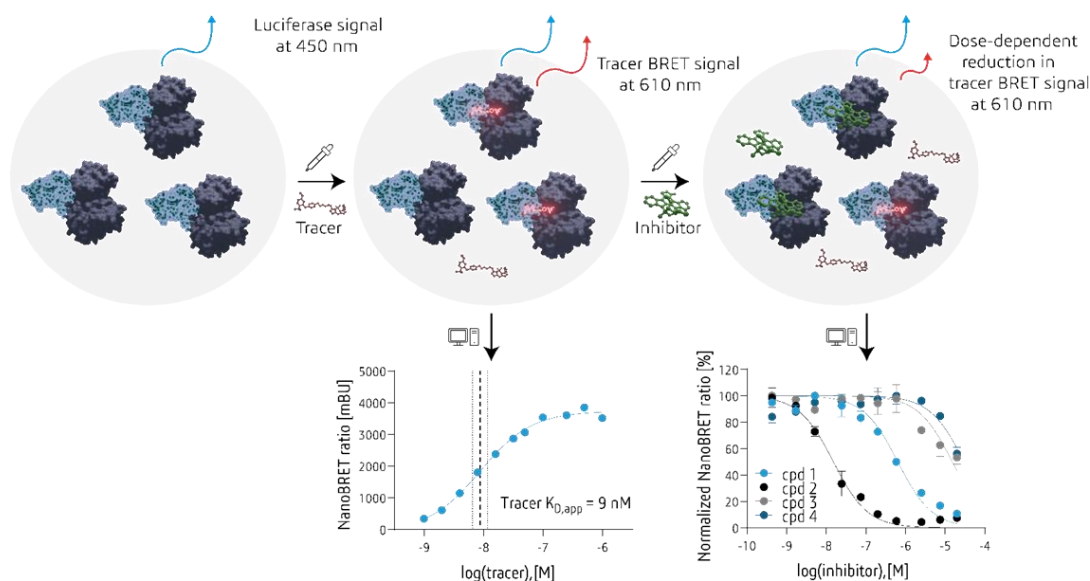 Luciferase signal
at 450 nm
Tracer BRET signal
at 610 nm
Dose-dependent
reduction in
tracer BRET signal
at 610 nm
Tracer
Inhibitor
NanoBRET ratio [mBU]
5000
4000
3000
2000
1000
0
Tracer K_D,app = 9 nM
-9
-8
-7
-6
log(tracer), [M]
Normalized NanoBRET ratio [%]
120
100
80
60
40
20
0
cpd 1
cpd 2
cpd 3
cpd 4
-10
-9
-8
-7
-6
-5
-4
log(inhibitor), [M]